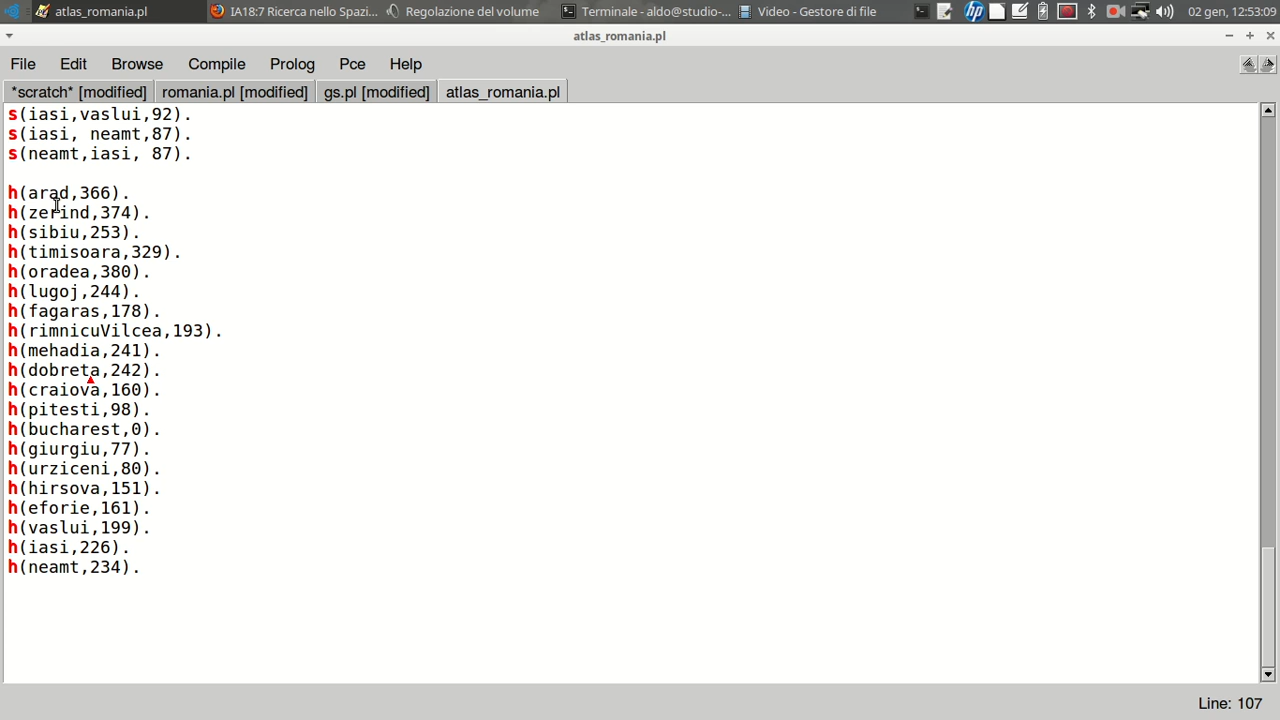 atlas_romania.pl
IA18:7 Ricerca nello Spazi...
Regolazione del volume
Terminale - aldo@studio-...
Video - Gestore di file
02 gen, 12:53:09
atlas_romania.pl
File Edit Browse Compile Prolog Pce Help
*scratch* [modified] romania.pl [modified] gs.pl [modified] atlas_romania.pl
s(iasi,vaslui,92).
s(iasi, neamt,87).
s(neamt,iasi, 87).
h(arad,366).
h(zerind,374).
h(sibiu,253).
h(timisoara,329).
h(oradea,380).
h(lugoj,244).
h(fagaras,178).
h(rimnicuVilcea,193).
h(mehadia,241).
h(dobreta,242).
h(craiova,160).
h(pitesti,98).
h(bucharest,0).
h(giurgiu,77).
h(urziceni,80).
h(hirsova,151).
h(eforie,161).
h(vaslui,199).
h(iasi,226).
h(neamt,234).
Line: 107